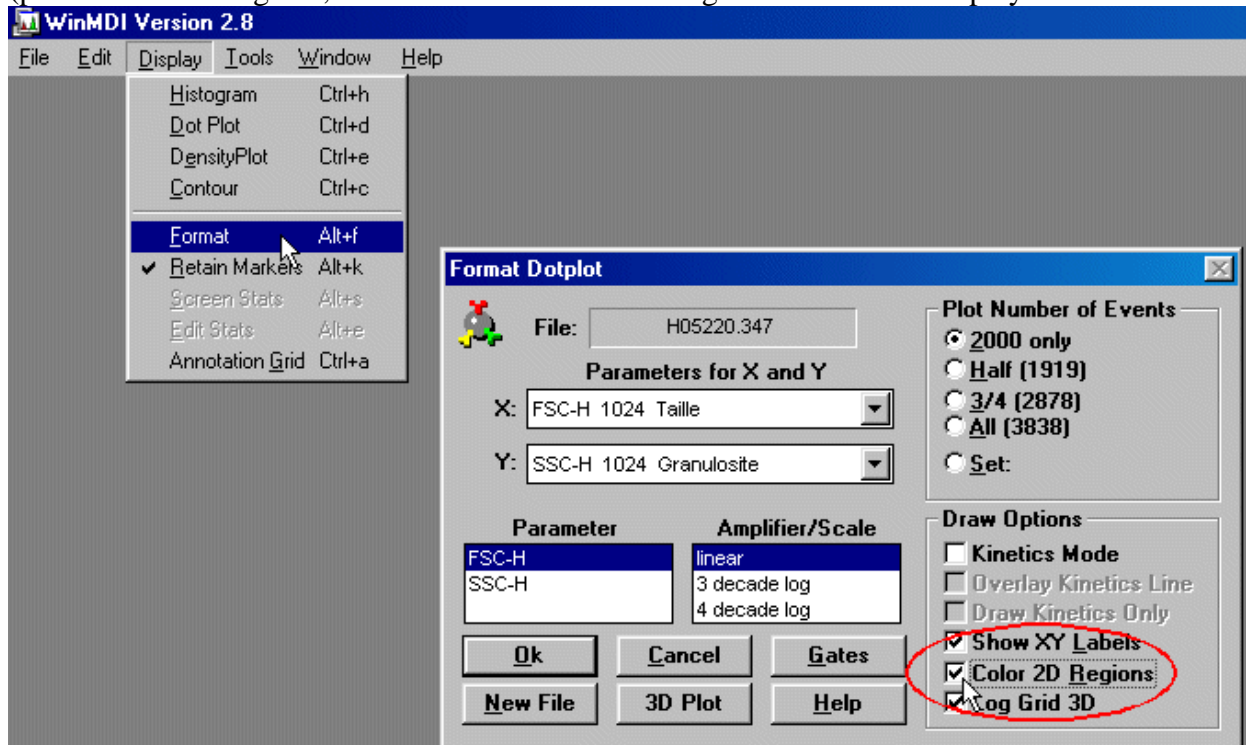 WinMDI Version 2.8
File Edit Display Tools Window Help
Histogram Ctrl+h
Dot Plot Ctrl+d
DensityPlot Ctrl+e
Contour Ctrl+c
Format Alt+f
Retain Markers Alt+k
Screen Stats Alt+s
Edit Stats Alt+e
Annotation Grid Ctrl+a
Format Dotplot
File: H05220.347
Parameters for X and Y
X: FSC-H 1024 Taille
Y: SSC-H 1024 Granulosite
Parameter
FSC-H
SSC-H
Amplifier/Scale
linear
3 decade log
4 decade log
Ok Cancel Gates
New File 3D Plot Help
Plot Number of Events
2000 only
Half (1919)
3/4 (2878)
All (3838)
Set:
Draw Options
Kinetics Mode
Overlay Kinetics Line
Draw Kinetics Only
Show XY Labels
Color 2D Regions
Log Grid 3D